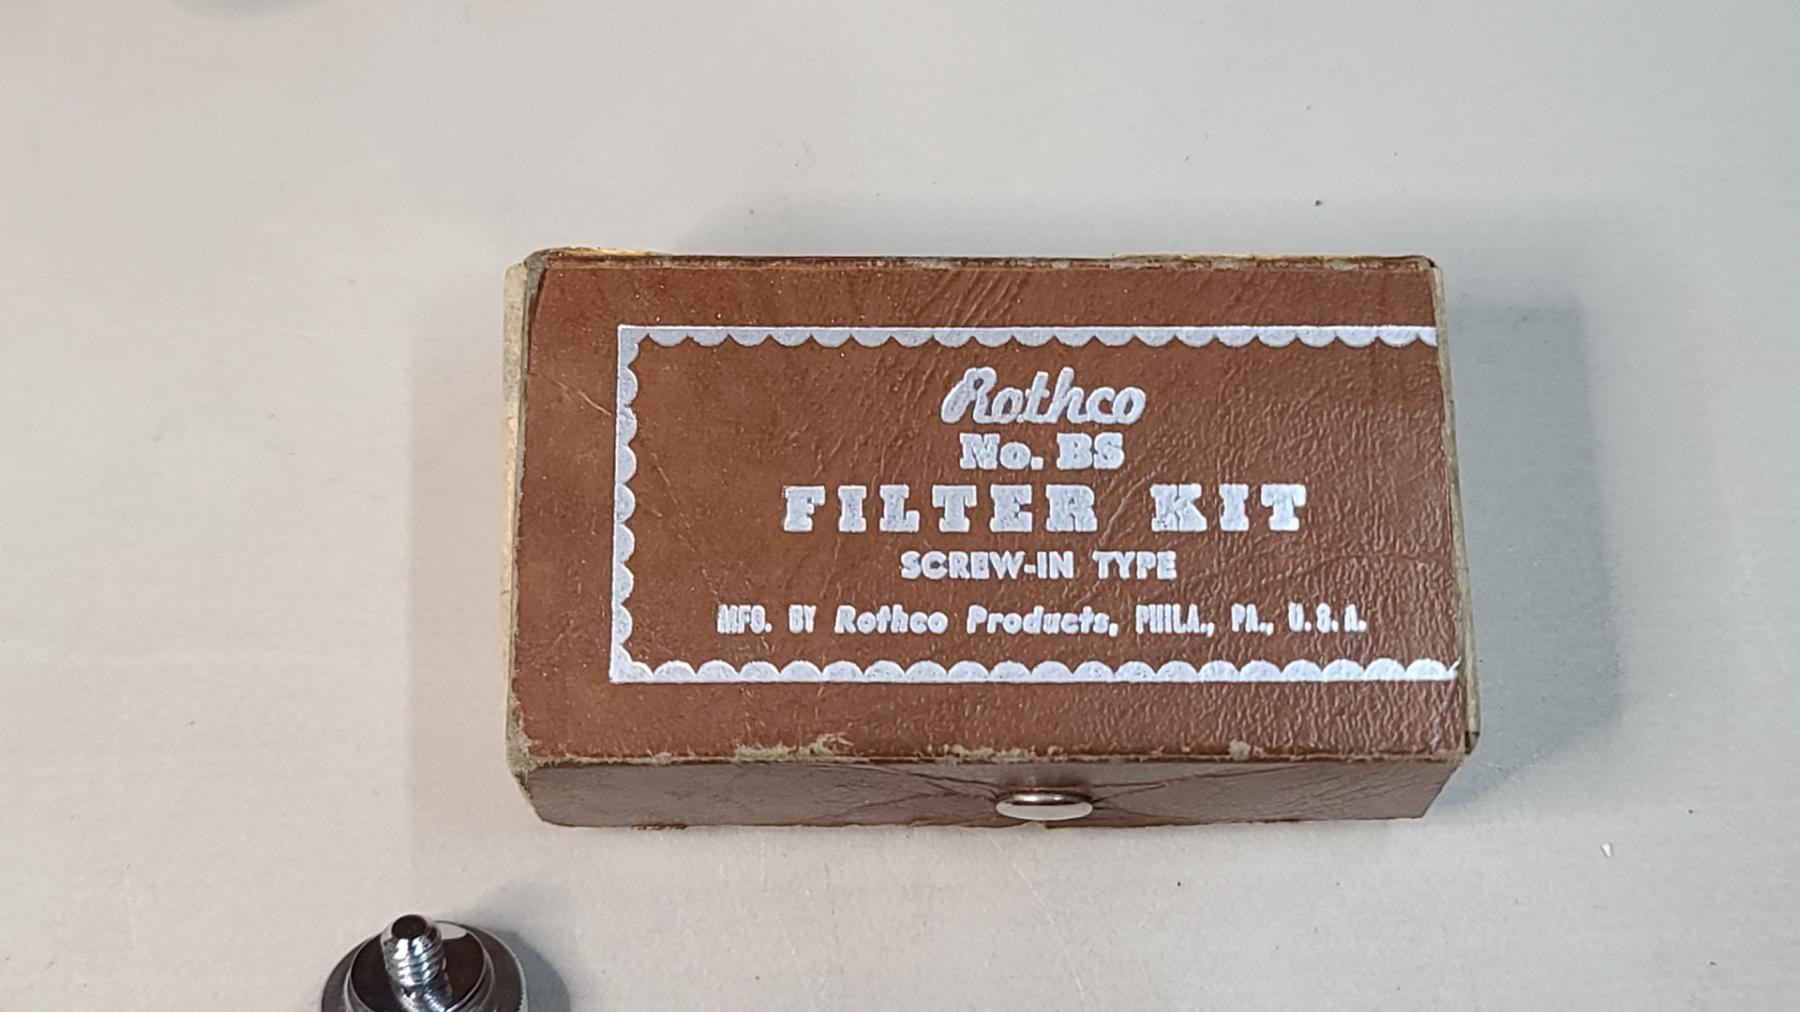 Rothco
No. BS
FILTER KIT
SCREW-IN TYPE
MFG. BY Rothco Products, PHILA., PA., U.S.A.